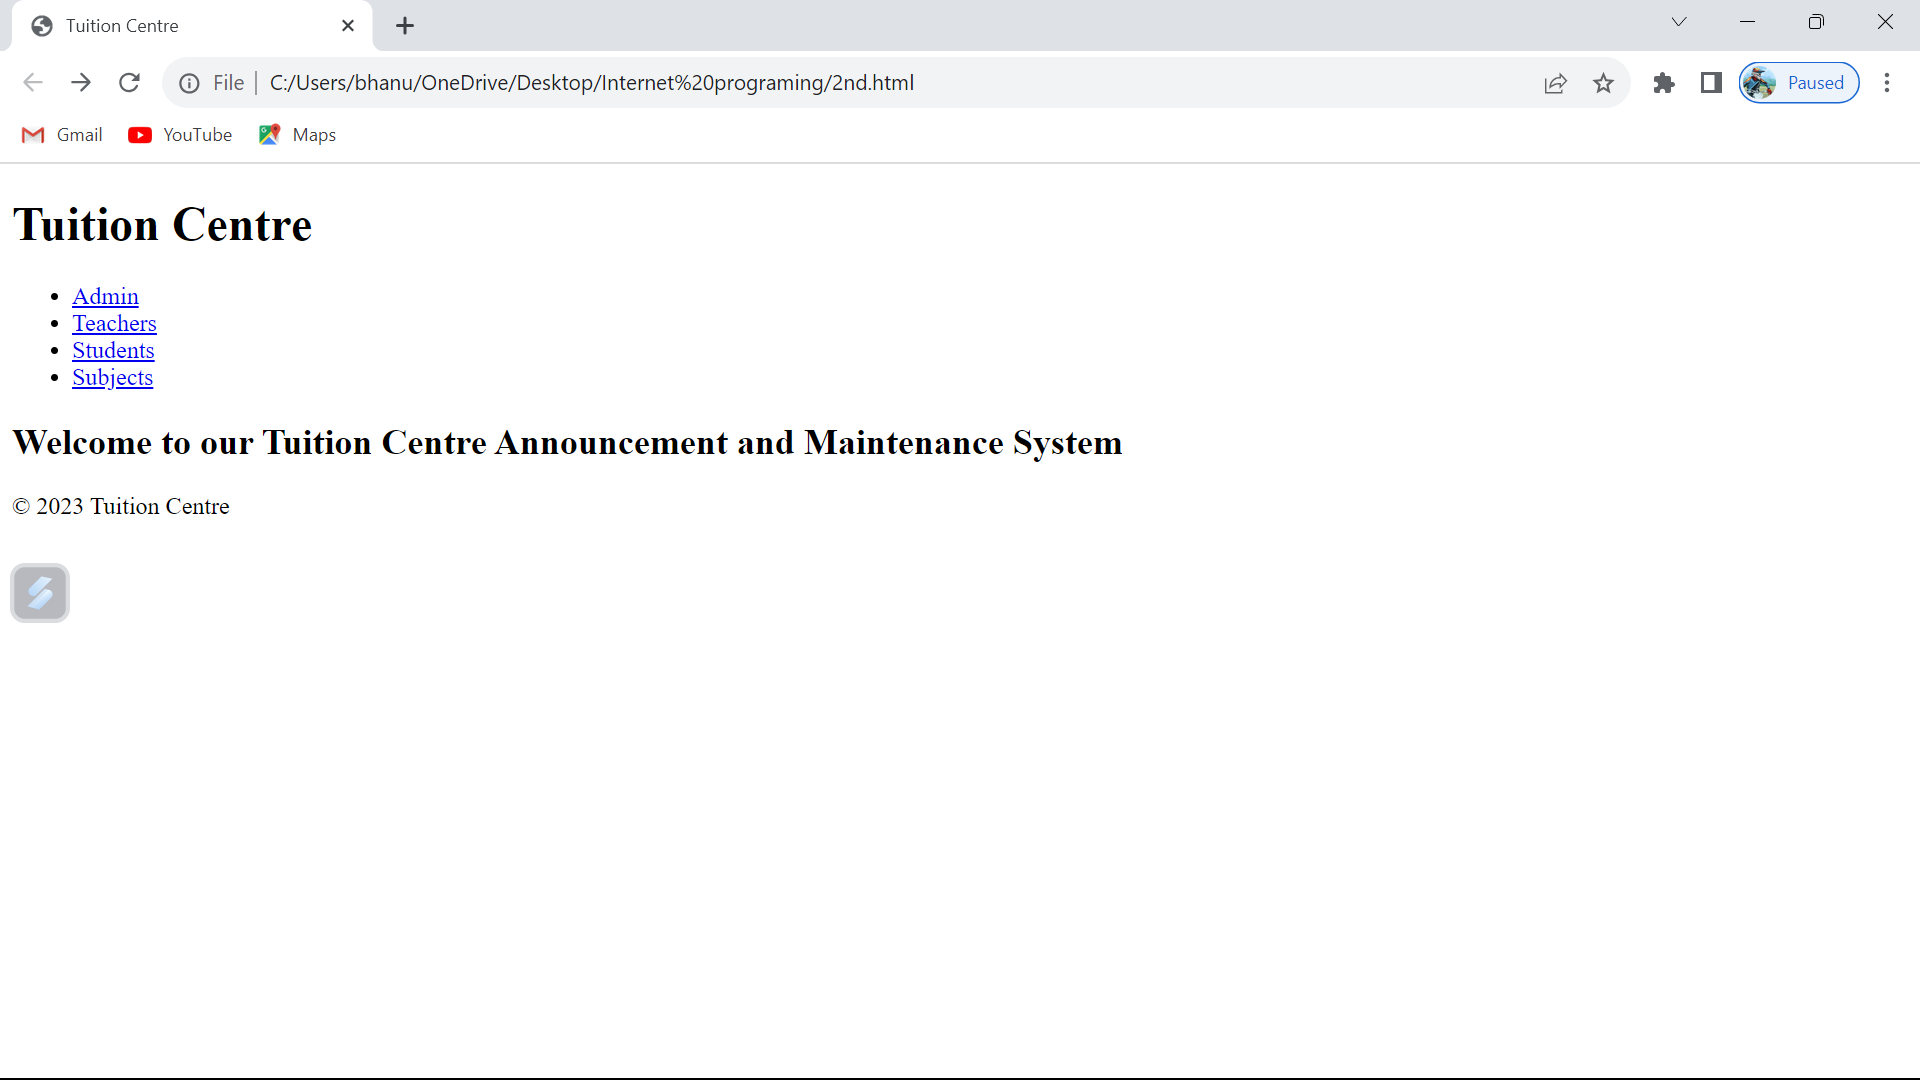 Tuition Centre
File
C:/Users/bhanu/OneDrive/Desktop/Internet%20programing/2nd.html
Paused
Gmail
YouTube
Maps
Tuition Centre
Admin
Teachers
Students
Subjects
Welcome to our Tuition Centre Announcement and Maintenance System
© 2023 Tuition Centre